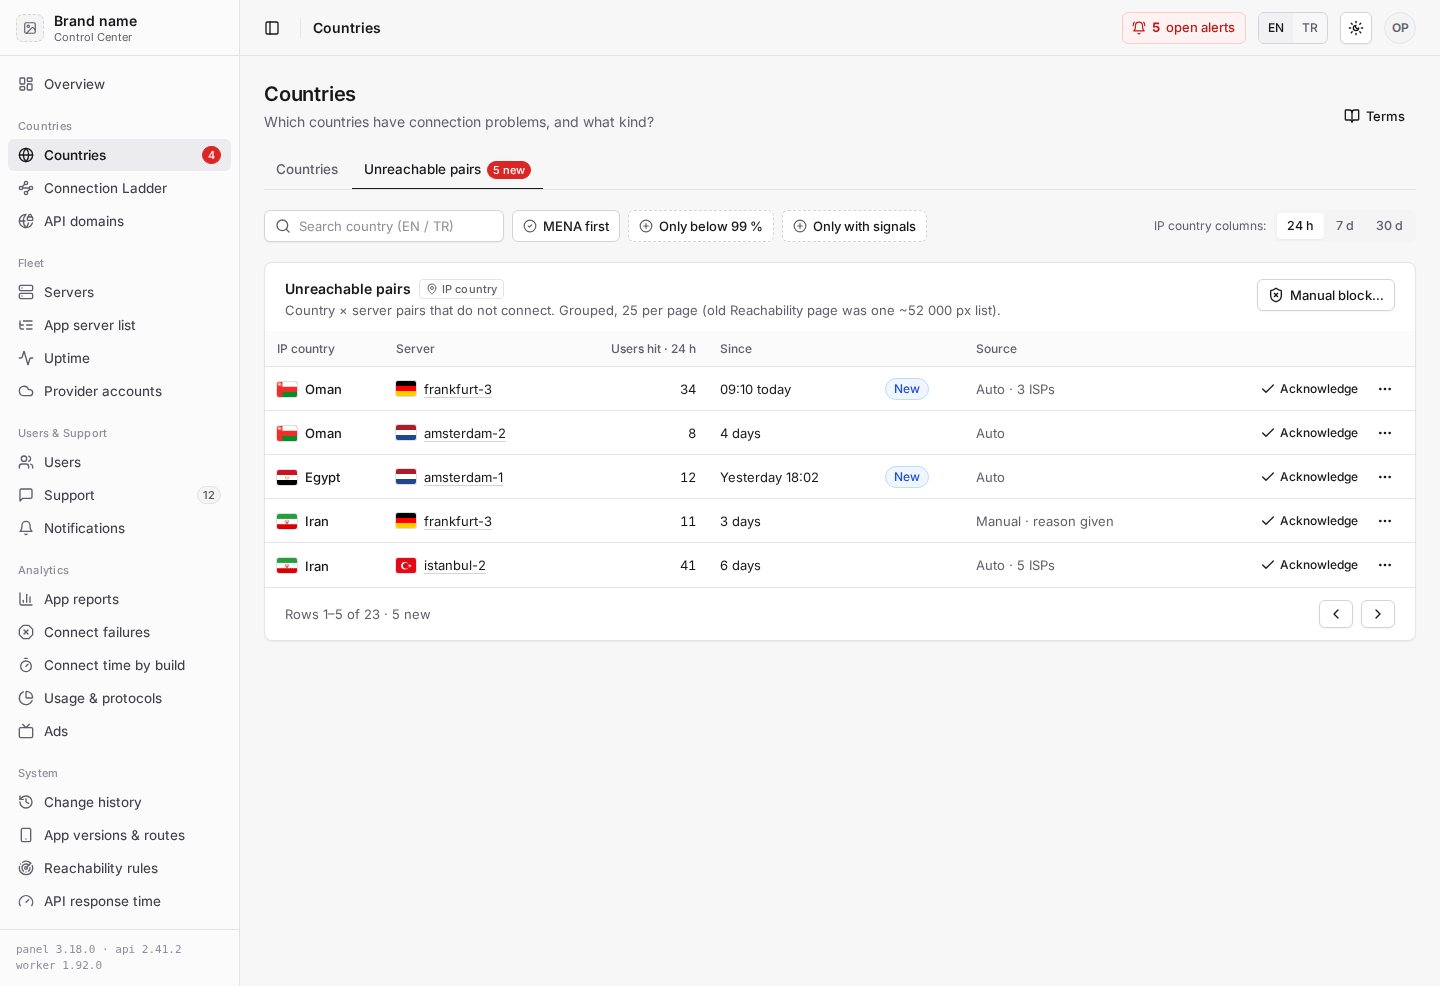 Brand name
Control Center
Overview
Countries
Countries 4
Connection Ladder
API domains
Fleet
Servers
App server list
Uptime
Provider accounts
Users & Support
Users
Support 12
Notifications
Analytics
App reports
Connect failures
Connect time by build
Usage & protocols
Ads
System
Change history
App versions & routes
Reachability rules
API response time
panel 3.18.0 · api 2.41.2
worker 1.92.0
Countries
5 open alerts
EN TR
OP
Countries
Which countries have connection problems, and what kind?
Terms
Countries Unreachable pairs 5 new
Search country (EN / TR) MENA first Only below 99 % Only with signals IP country columns: 24 h 7 d 30 d
Unreachable pairs IP country
Country × server pairs that do not connect. Grouped, 25 per page (old Reachability page was one ~52 000 px list).
Manual block...
IP country Server Users hit · 24 h Since Source
Oman frankfurt-3 34 09:10 today New Auto · 3 ISPs Acknowledge
Oman amsterdam-2 8 4 days Auto Acknowledge
Egypt amsterdam-1 12 Yesterday 18:02 New Auto Acknowledge
Iran frankfurt-3 11 3 days Manual · reason given Acknowledge
Iran istanbul-2 41 6 days Auto · 5 ISPs Acknowledge
Rows 1–5 of 23 · 5 new